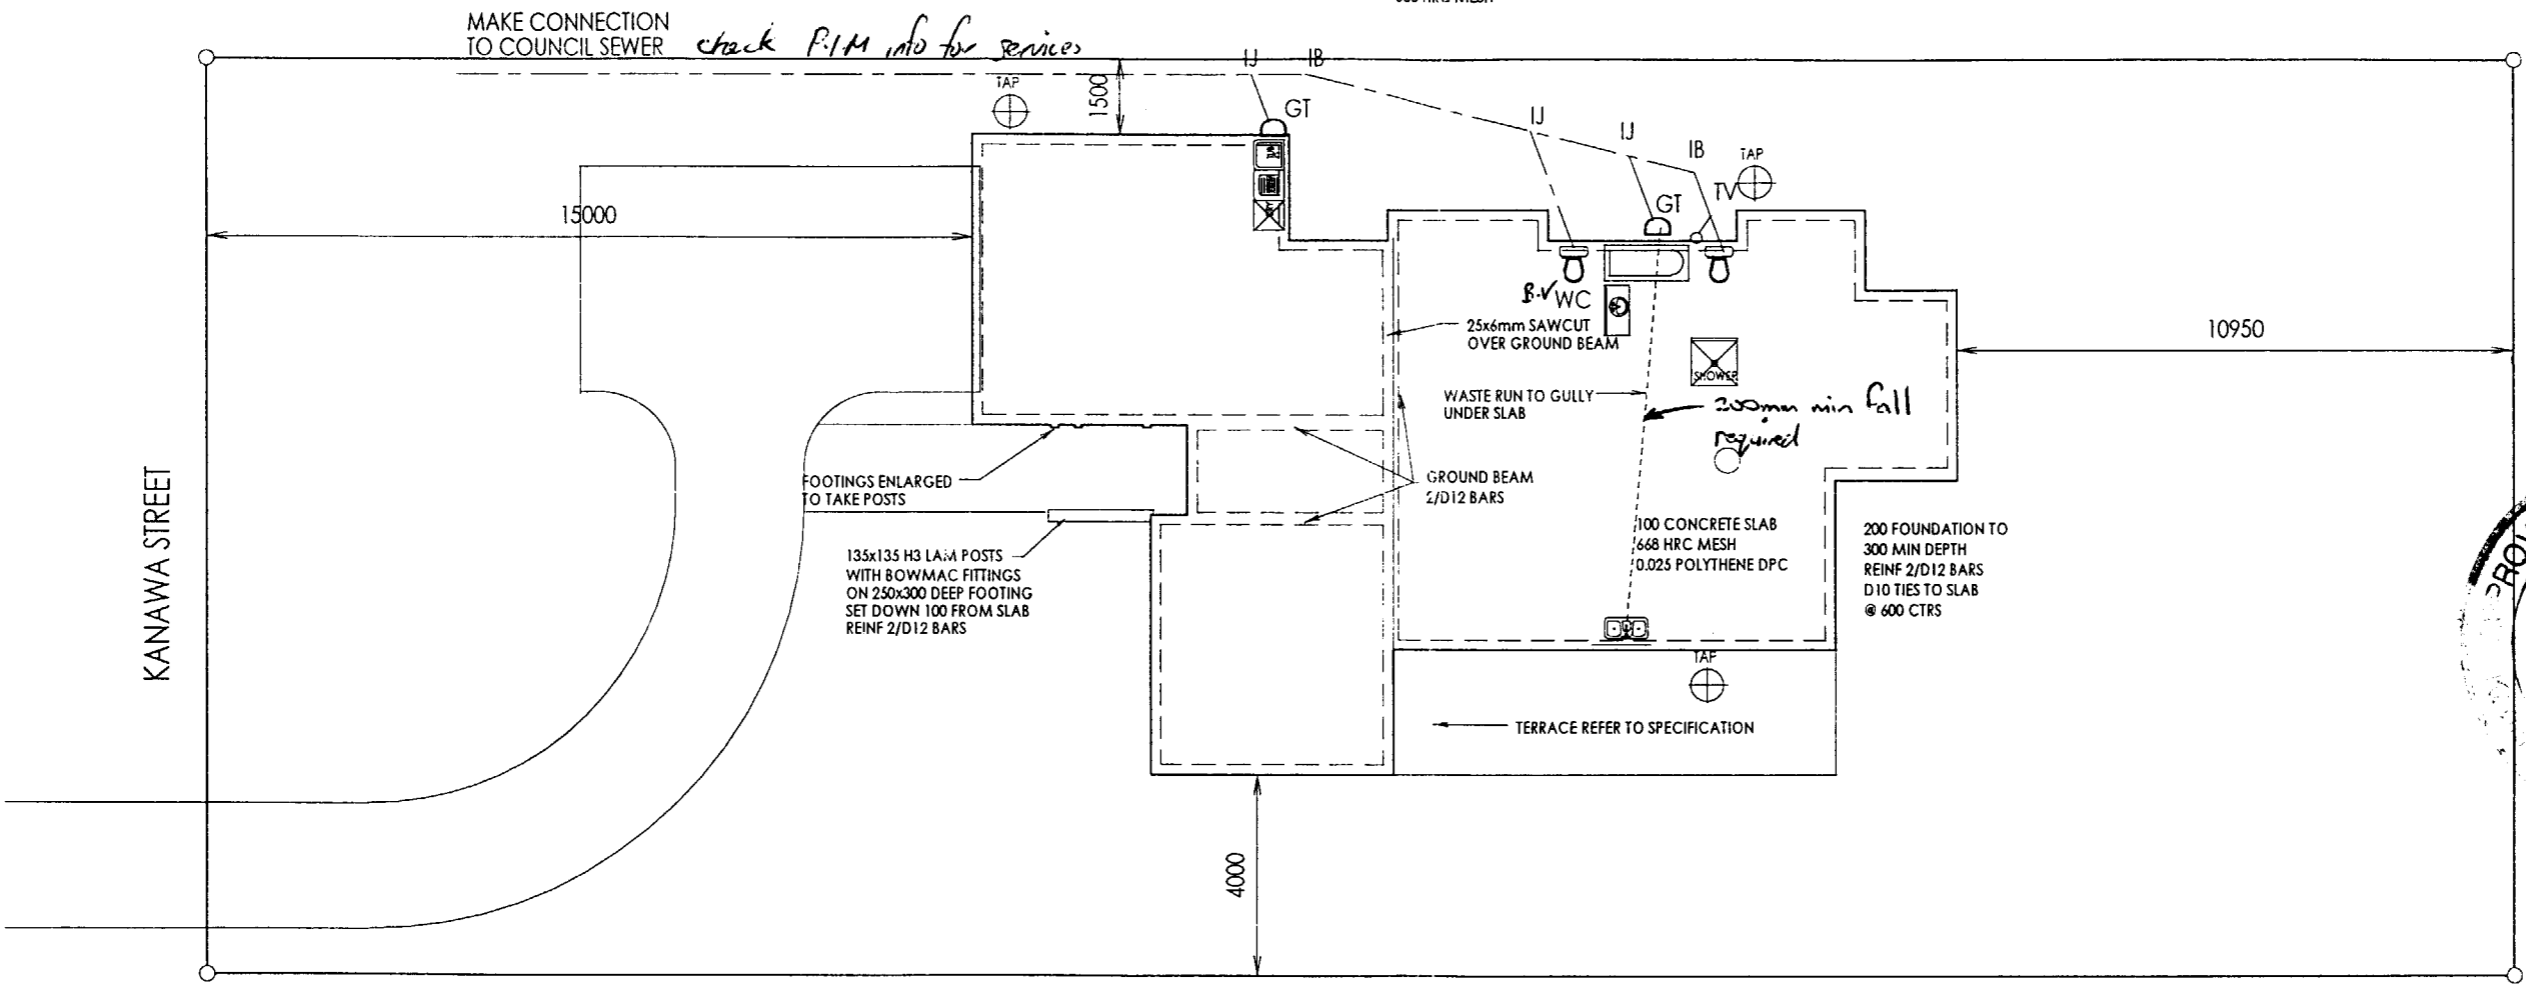 MAKE CONNECTION
TO COUNCIL SEWER check P.I.M info for services
IJ IB
TAP
1500
GT
IJ
IJ
IB
TAP
TV
GT
15000
B.V WC
25x6mm SAWCUT
OVER GROUND BEAM
10950
SHOWER
WASTE RUN TO GULLY
UNDER SLAB
200mm min fall
required
KANAWA STREET
FOOTINGS ENLARGED
TO TAKE POSTS
GROUND BEAM
2/D12 BARS
100 CONCRETE SLAB
668 HRC MESH
0.025 POLYTHENE DPC
200 FOUNDATION TO
300 MIN DEPTH
REINF 2/D12 BARS
D10 TIES TO SLAB
@ 600 CTRS
135x135 H3 LAM POSTS
WITH BOWMAC FITTINGS
ON 250x300 DEEP FOOTING
SET DOWN 100 FROM SLAB
REINF 2/D12 BARS
TAP
TERRACE REFER TO SPECIFICATION
4000